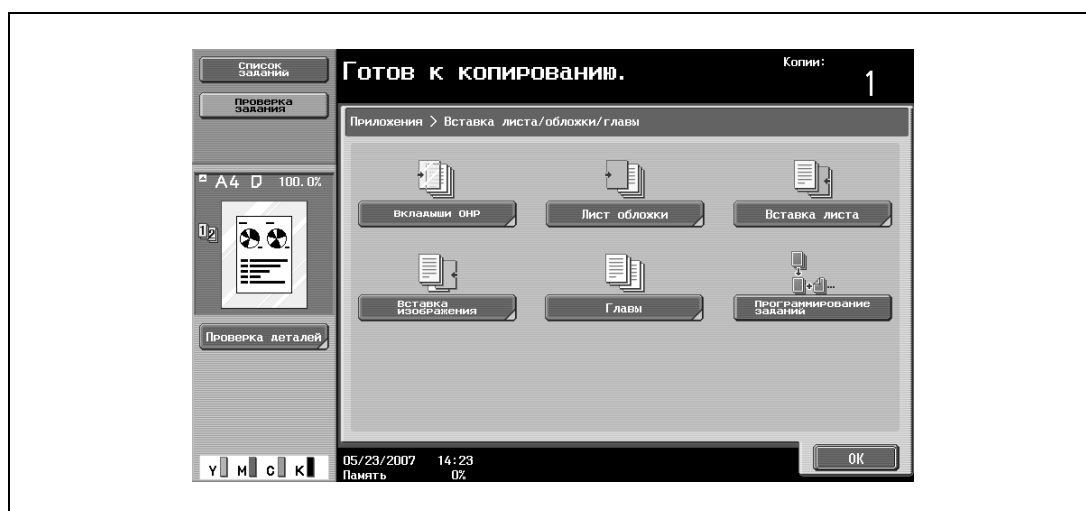 Список
заданий
Проверка
задания
Готов к копированию.
Копии:
1
Приложения > Вставка листа/обложки/главы
A4 100.0%
12
Вкладыши OHP
Лист обложки
Вставка листа
Вставка
изображения
Главы
Программирование
заданий
Проверка деталей
Y M C K
05/23/2007 14:23
Память 0%
OK